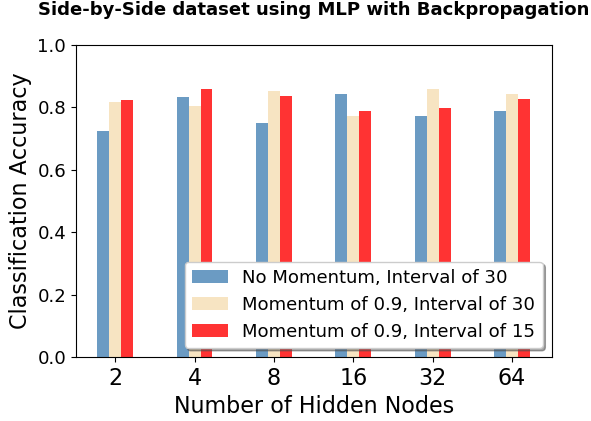 Side-by-Side dataset using MLP with Backpropagation
1.0
0.8
0.6
0.4
0.2
0.0
Classification Accuracy
No Momentum, Interval of 30
Momentum of 0.9, Interval of 30
Momentum of 0.9, Interval of 15
2 4 8 16 32 64
Number of Hidden Nodes